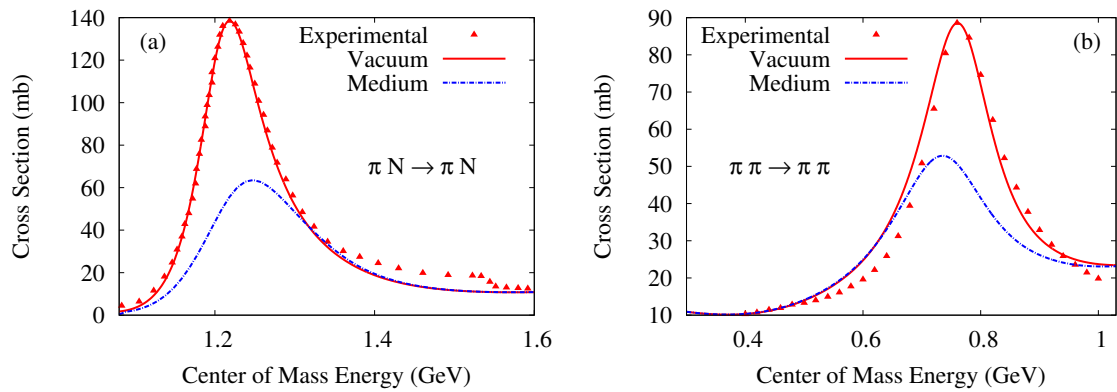 (a)
Experimental
Vacuum
Medium
π N → π N
Cross Section (mb)
140
120
100
80
60
40
20
0
1.2
1.4
1.6
Center of Mass Energy (GeV)
(b)
Experimental
Vacuum
Medium
π π → π π
Cross Section (mb)
90
80
70
60
50
40
30
20
10
0.4
0.6
0.8
1
Center of Mass Energy (GeV)